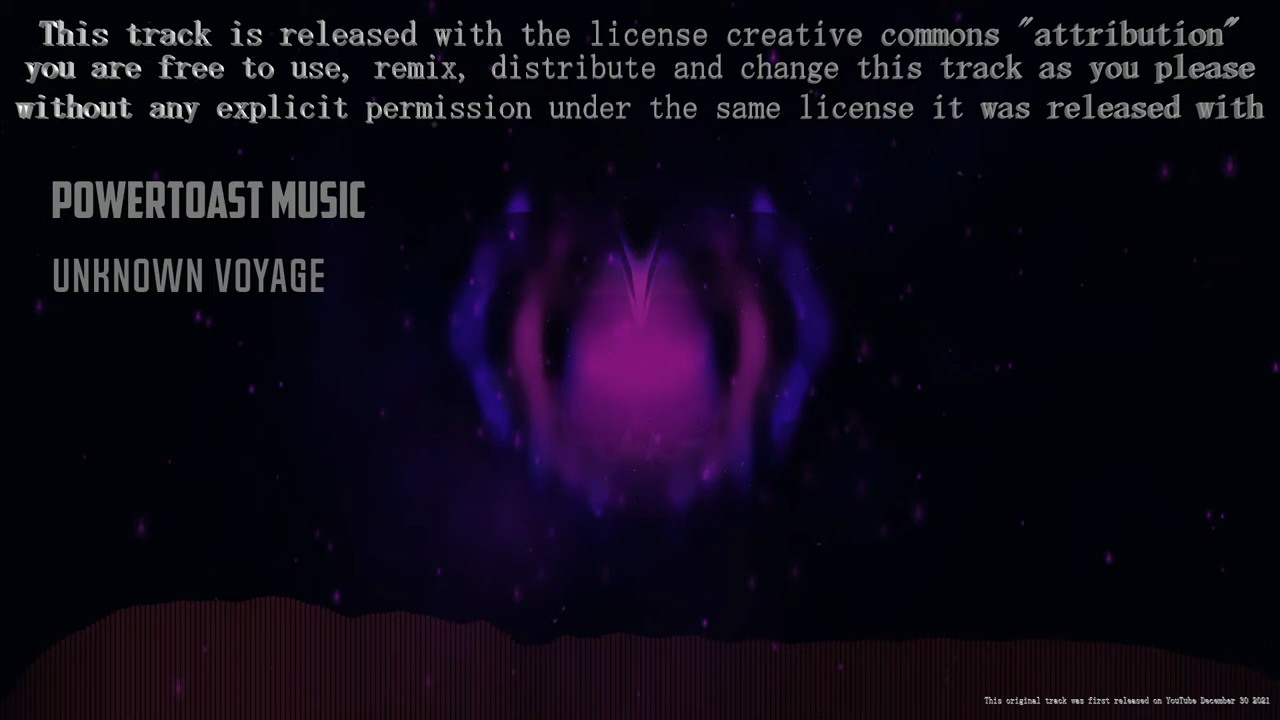 This track is released with the license creative commons "attribution"
you are free to use, remix, distribute and change this track as you please
without any explicit permission under the same license it was released with
POWERTOAST MUSIC
UNKNOWN VOYAGE
This original track was first released on YouTube December 30 2021